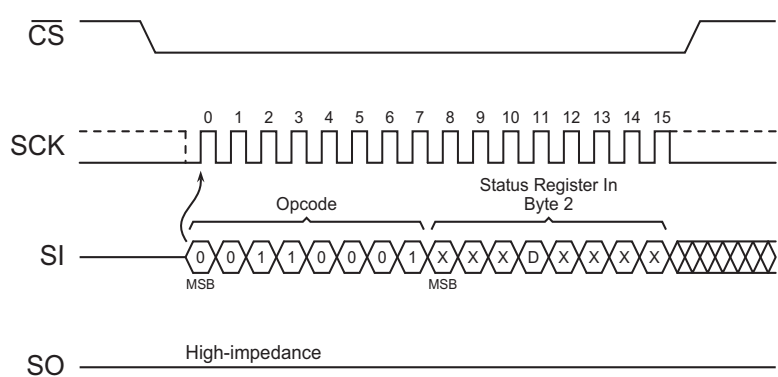 CS
0 1 2 3 4 5 6 7 8 9 10 11 12 13 14 15
SCK
Opcode
Status Register In
Byte 2
SI
0 0 1 1 0 0 0 1 X X X D X X X X
MSB MSB
High-impedance
SO